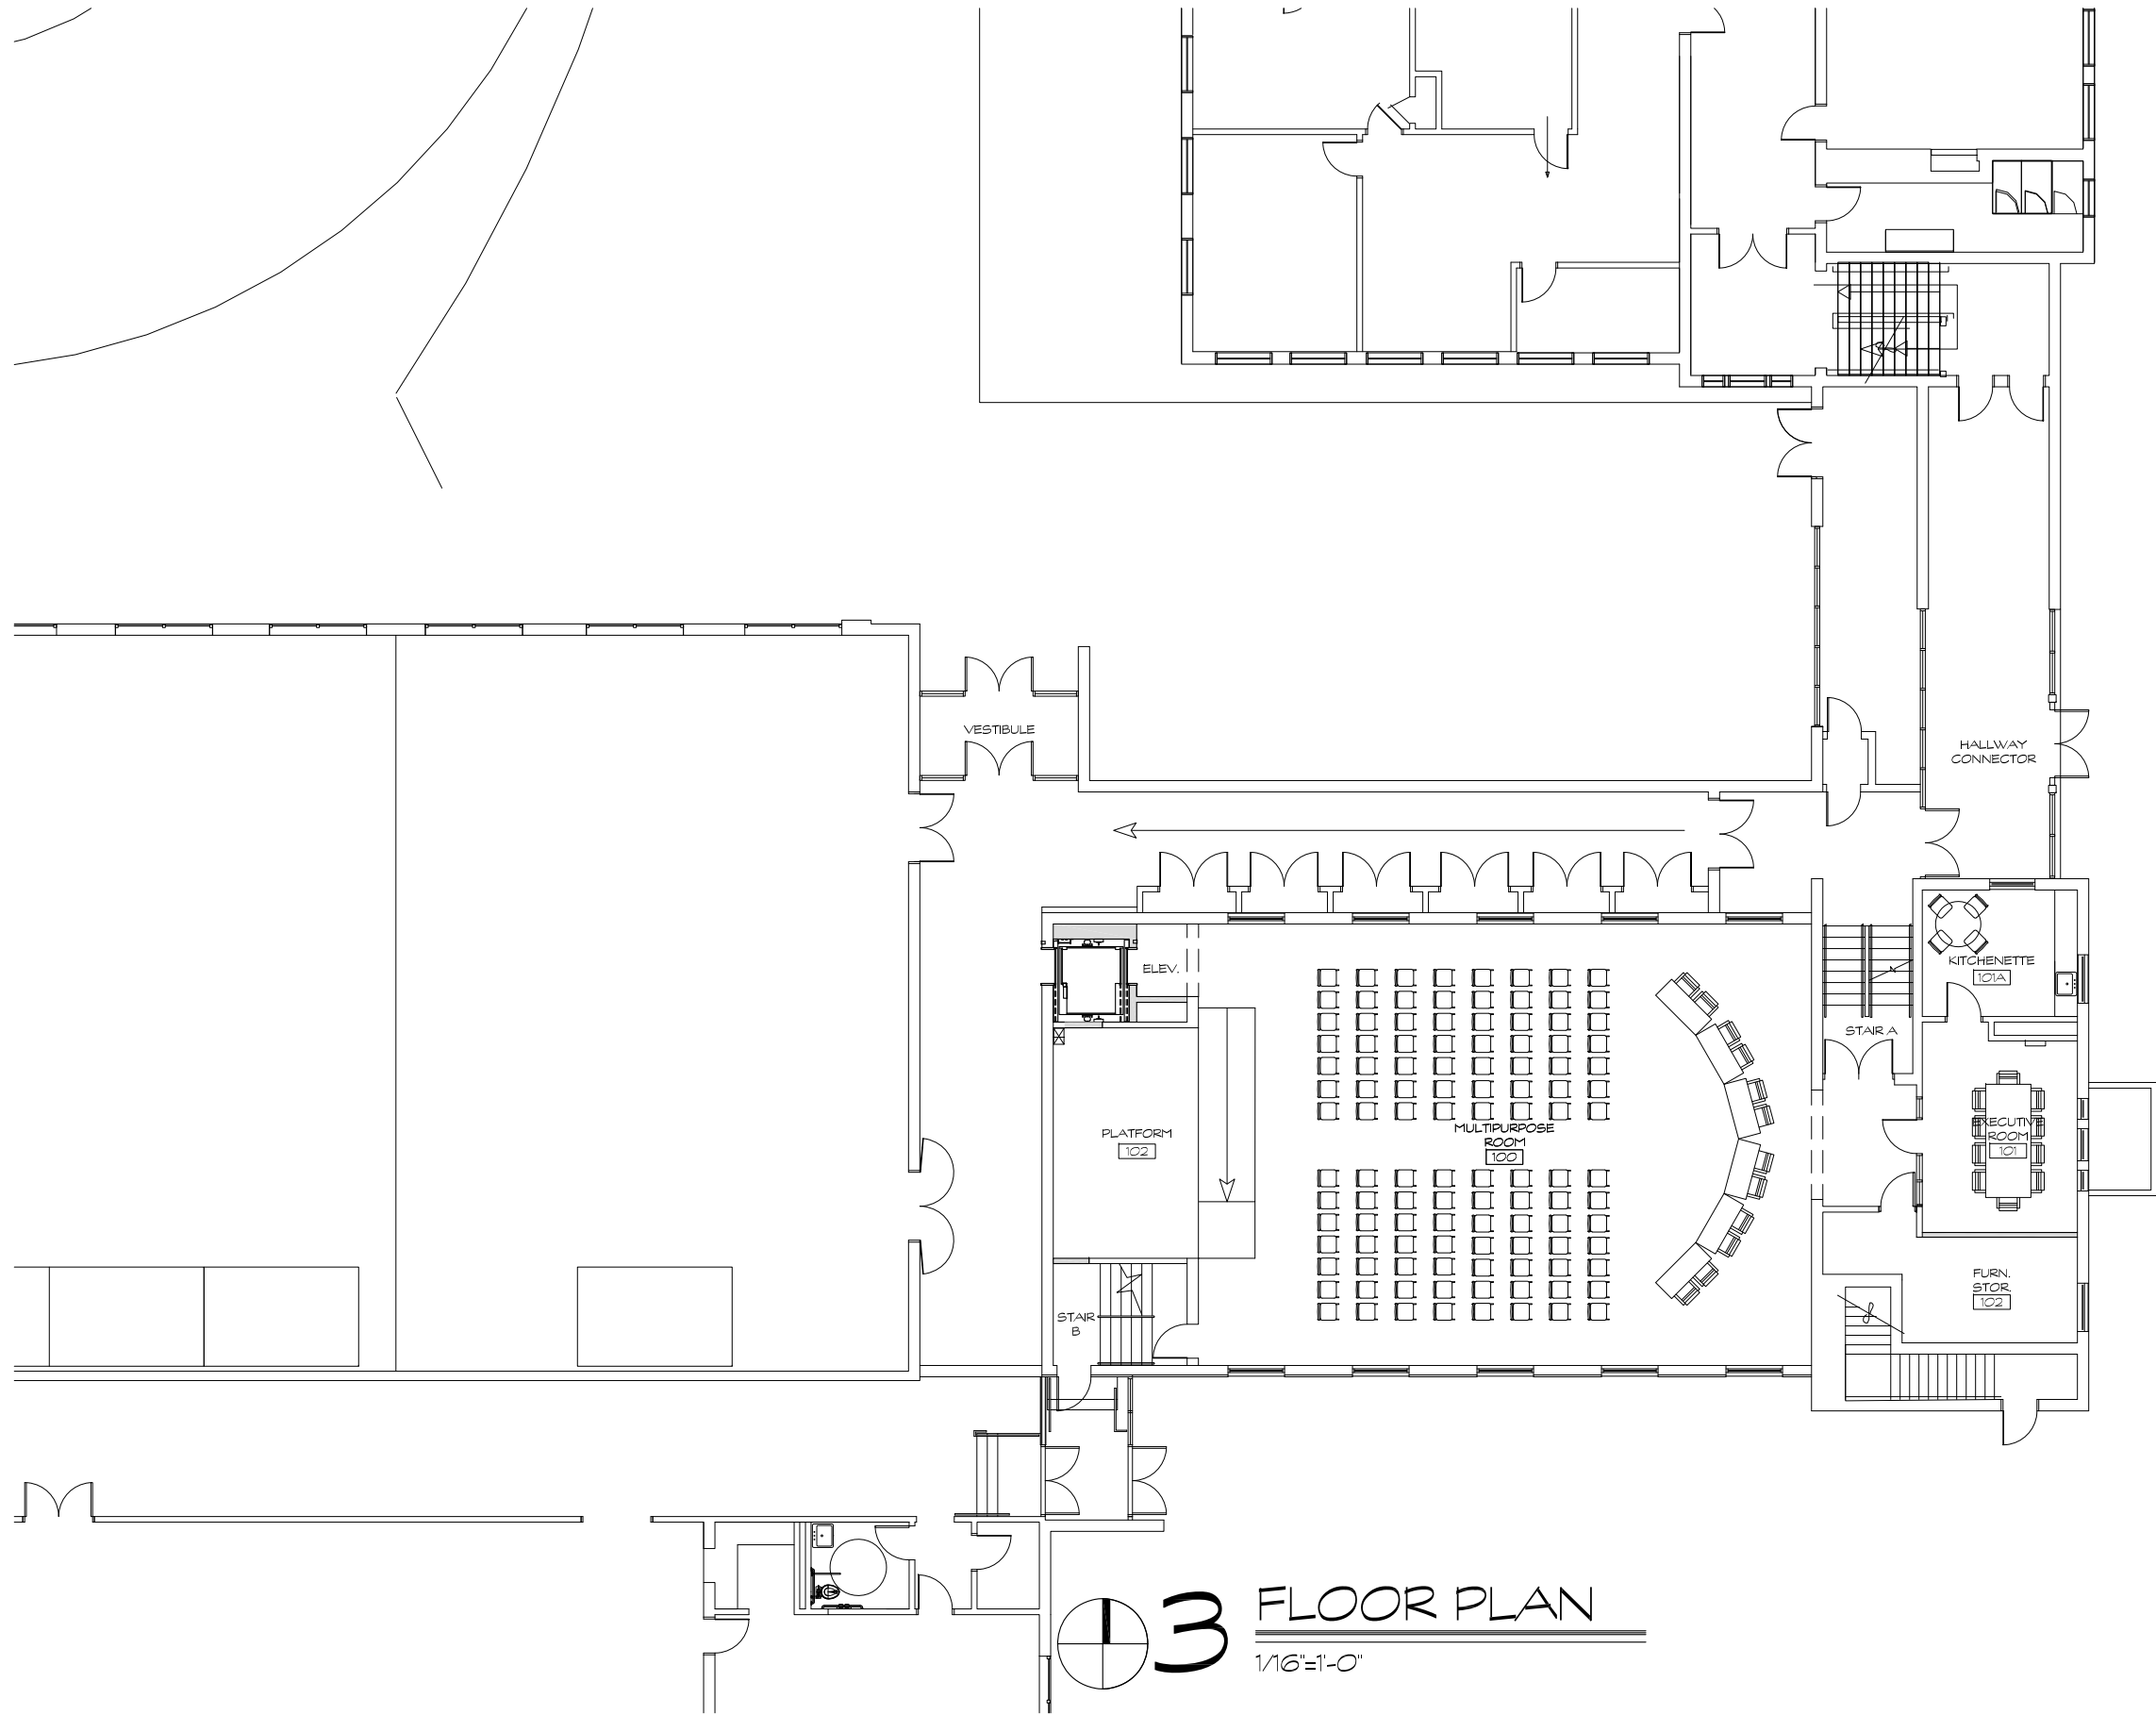 VESTIBULE
HALLWAY
CONNECTOR
ELEV.
KITCHENETTE
101A
STAIR A
PLATFORM
102
MULTIPURPOSE
ROOM
100
EXECUTIVE
ROOM
101
FURN.
STOR.
102
STAIR
B
3
FLOOR PLAN
1/16"=1'-0"